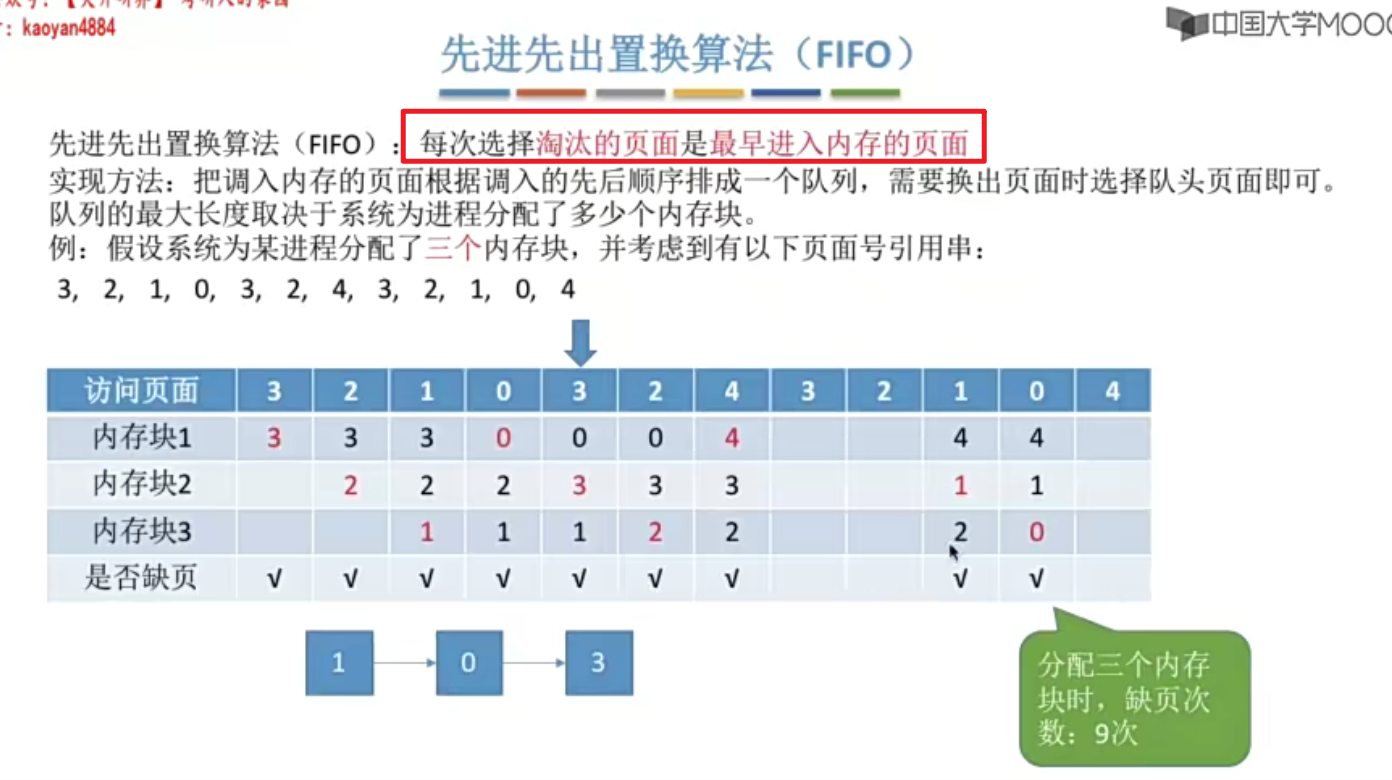 : kaoyan4884
中国大学MOOC
先进先出置换算法（FIFO）
先进先出置换算法（FIFO）：每次选择淘汰的页面是最早进入内存的页面
实现方法：把调入内存的页面根据调入的先后顺序排成一个队列，需要换出页面时选择队头页面即可。
队列的最大长度取决于系统为进程分配了多少个内存块。
例：假设系统为某进程分配了三个内存块，并考虑到有以下页面号引用串：
3, 2, 1, 0, 3, 2, 4, 3, 2, 1, 0, 4
访问页面 3 2 1 0 3 2 4 3 2 1 0 4
内存块1 3 3 3 0 0 0 4 4 4
内存块2 2 2 2 3 3 3 1 1
内存块3 1 1 1 2 2 2 0
是否缺页 √ √ √ √ √ √ √ √ √
1 0 3
分配三个内存
块时，缺页次
数：9次